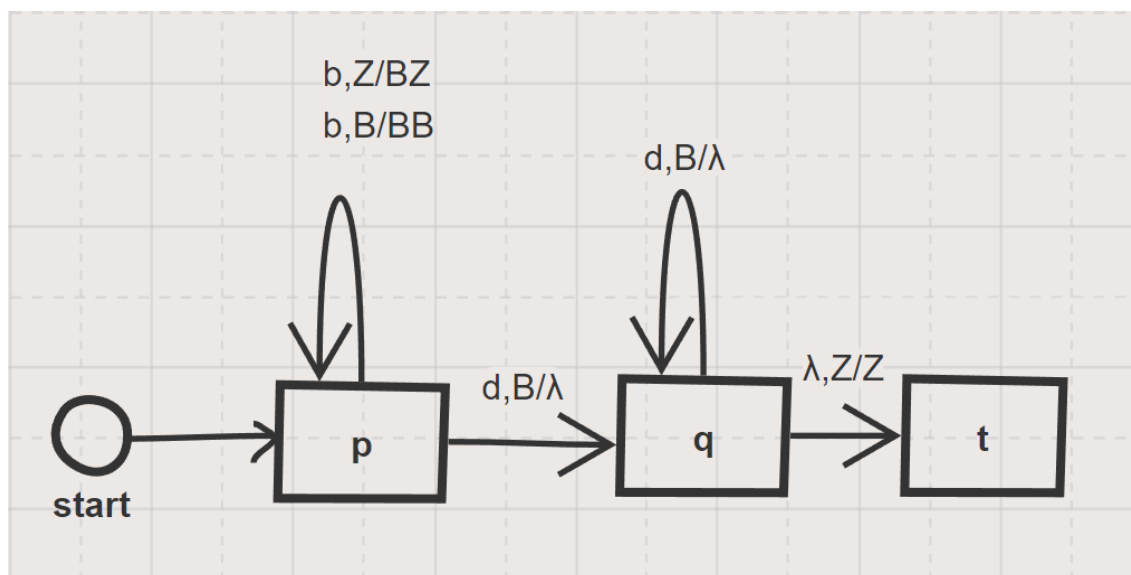 b,Z/BZ
b,B/BB
d,B/λ
d,B/λ
λ,Z/Z
p
q
t
start